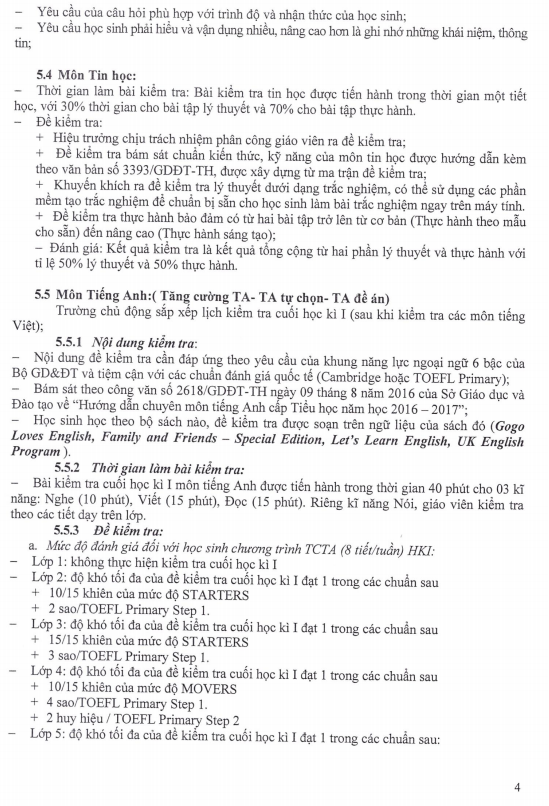 – Yêu cầu của câu hỏi phù hợp với trình độ và nhận thức của học sinh;
– Yêu cầu học sinh phải hiểu và vận dụng nhiều, nâng cao hơn là ghi nhớ những khái niệm, thông
tin;
5.4 Môn Tin học:
– Thời gian làm bài kiểm tra: Bài kiểm tra tin học được tiến hành trong thời gian một tiết
học, với 30% thời gian cho bài tập lý thuyết và 70% cho bài tập thực hành.
– Đề kiểm tra:
+ Hiệu trưởng chịu trách nhiệm phân công giáo viên ra đề kiểm tra;
+ Đề kiểm tra bám sát chuẩn kiến thức, kỹ năng của môn tin học được hướng dẫn kèm
theo văn bản số 3393/GDĐT-TH, được xây dựng từ ma trận đề kiểm tra;
+ Khuyến khích ra đề kiểm tra lý thuyết dưới dạng trắc nghiệm, có thể sử dụng các phần
mềm tạo trắc nghiệm để chuẩn bị sẵn cho học sinh làm bài trắc nghiệm ngay trên máy tính.
+ Đề kiểm tra thực hành bảo đảm có từ hai bài tập trở lên từ cơ bản (Thực hành theo mẫu
cho sẵn) đến nâng cao (Thực hành sáng tạo);
– Đánh giá: Kết quả kiểm tra là kết quả tổng cộng từ hai phần lý thuyết và thực hành với
tỉ lệ 50% lý thuyết và 50% thực hành.
5.5 Môn Tiếng Anh:( Tăng cường TA- TA tự chọn- TA đề án)
Trường chủ động sắp xếp lịch kiểm tra cuối học kì I (sau khi kiểm tra các môn tiếng
Việt);
5.5.1 Nội dung kiểm tra:
– Nội dung đề kiểm tra cần đáp ứng theo yêu cầu của khung năng lực ngoại ngữ 6 bậc của
Bộ GD&ĐT và tiệm cận với các chuẩn đánh giá quốc tế (Cambridge hoặc TOEFL Primary);
– Bám sát theo công văn số 2618/GDĐT-TH ngày 09 tháng 8 năm 2016 của Sở Giáo dục và
Đào tạo về “Hướng dẫn chuyên môn tiếng Anh cấp Tiểu học năm học 2016 – 2017”;
– Học sinh học theo bộ sách nào, đề kiểm tra được soạn trên ngữ liệu của sách đó (Gogo
Loves English, Family and Friends – Special Edition, Let’s Learn English, UK English
Program ).
5.5.2 Thời gian làm bài kiểm tra:
– Bài kiểm tra cuối học kì I môn tiếng Anh được tiến hành trong thời gian 40 phút cho 03 kĩ
năng: Nghe (10 phút), Viết (15 phút), Đọc (15 phút). Riêng kĩ năng Nói, giáo viên kiểm tra
theo các tiết dạy trên lớp.
5.5.3 Đề kiểm tra:
a. Mức độ đánh giá đối với học sinh chương trình TCTA (8 tiết/tuần) HKI:
– Lớp 1: không thực hiện kiểm tra cuối học kì I
– Lớp 2: độ khó tối đa của đề kiểm tra cuối học kì I đạt 1 trong các chuẩn sau
+ 10/15 khiên của mức độ STARTERS
+ 2 sao/TOEFL Primary Step 1.
– Lớp 3: độ khó tối đa của đề kiểm tra cuối học kì I đạt 1 trong các chuẩn sau
+ 15/15 khiên của mức độ STARTERS
+ 3 sao/TOEFL Primary Step 1.
– Lớp 4: độ khó tối đa của đề kiểm tra cuối học kì I đạt 1 trong các chuẩn sau
+ 10/15 khiên của mức độ MOVERS
+ 4 sao/TOEFL Primary Step 1.
+ 2 huy hiệu / TOEFL Primary Step 2
– Lớp 5: độ khó tối đa của đề kiểm tra cuối học kì I đạt 1 trong các chuẩn sau:
4